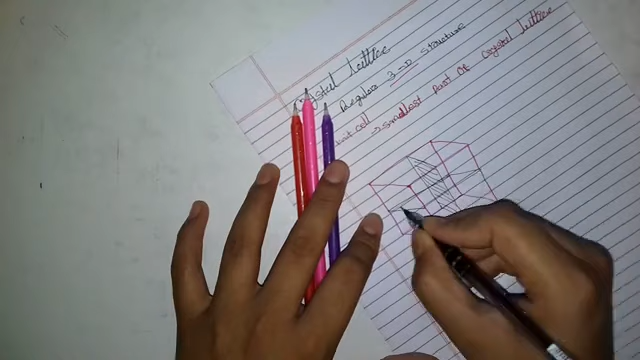 Crystal Lattice
Regular 3-D structure
Unit cell → Smallest part of crystal lattice